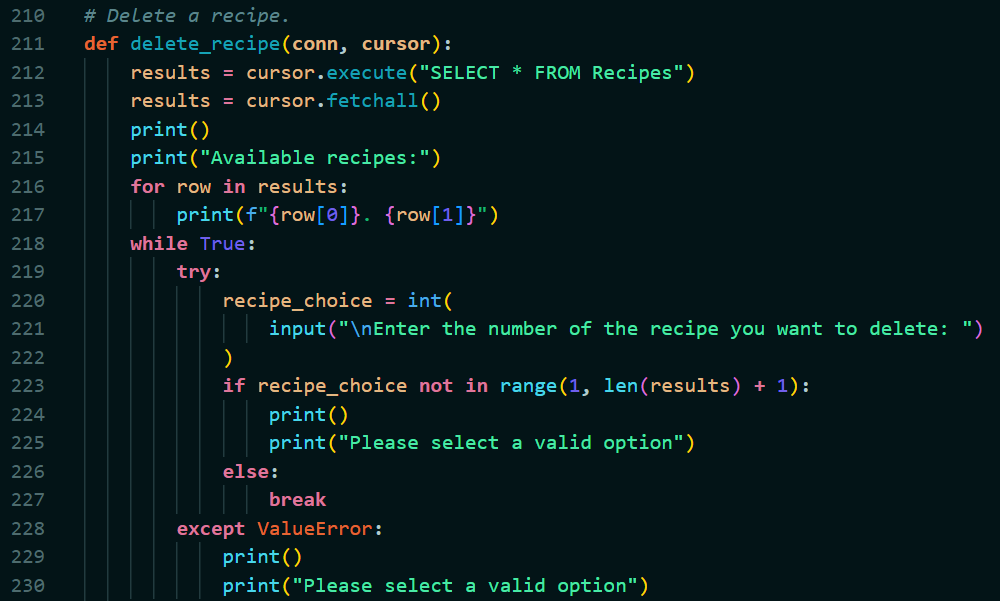 210 # Delete a recipe.
211 def delete_recipe(conn, cursor):
212     results = cursor.execute("SELECT * FROM Recipes")
213     results = cursor.fetchall()
214     print()
215     print("Available recipes:")
216     for row in results:
217         print(f"{row[0]}. {row[1]}")
218     while True:
219         try:
220             recipe_choice = int(
221                 input("\nEnter the number of the recipe you want to delete: ")
222             )
223             if recipe_choice not in range(1, len(results) + 1):
224                 print()
225                 print("Please select a valid option")
226             else:
227                 break
228         except ValueError:
229             print()
230             print("Please select a valid option")